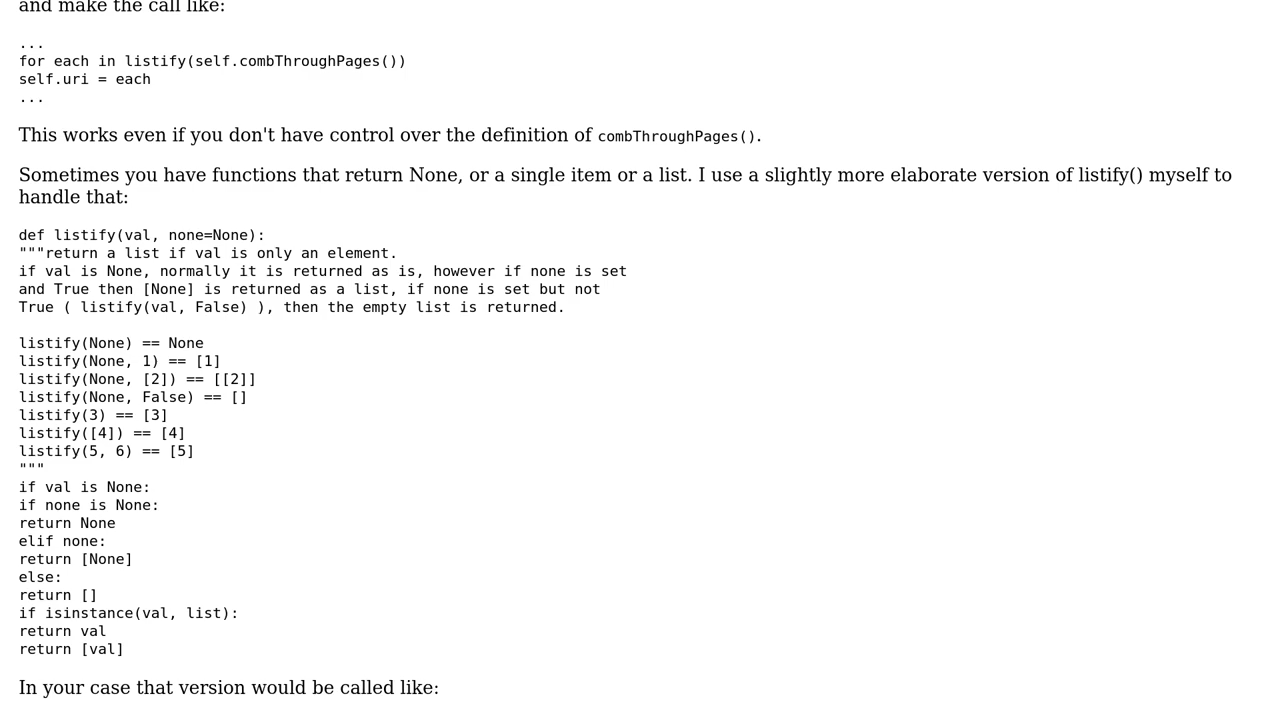 and make the call like:
...
for each in listify(self.combThroughPages())
self.uri = each
...
This works even if you don't have control over the definition of combThroughPages().
Sometimes you have functions that return None, or a single item or a list. I use a slightly more elaborate version of listify() myself to
handle that:
def listify(val, none=None):
"""return a list if val is only an element.
if val is None, normally it is returned as is, however if none is set
and True then [None] is returned as a list, if none is set but not
True ( listify(val, False) ), then the empty list is returned.
listify(None) == None
listify(None, 1) == [1]
listify(None, [2]) == [[2]]
listify(None, False) == []
listify(3) == [3]
listify([4]) == [4]
listify(5, 6) == [5]
"""
if val is None:
if none is None:
return None
elif none:
return [None]
else:
return []
if isinstance(val, list):
return val
return [val]
In your case that version would be called like: